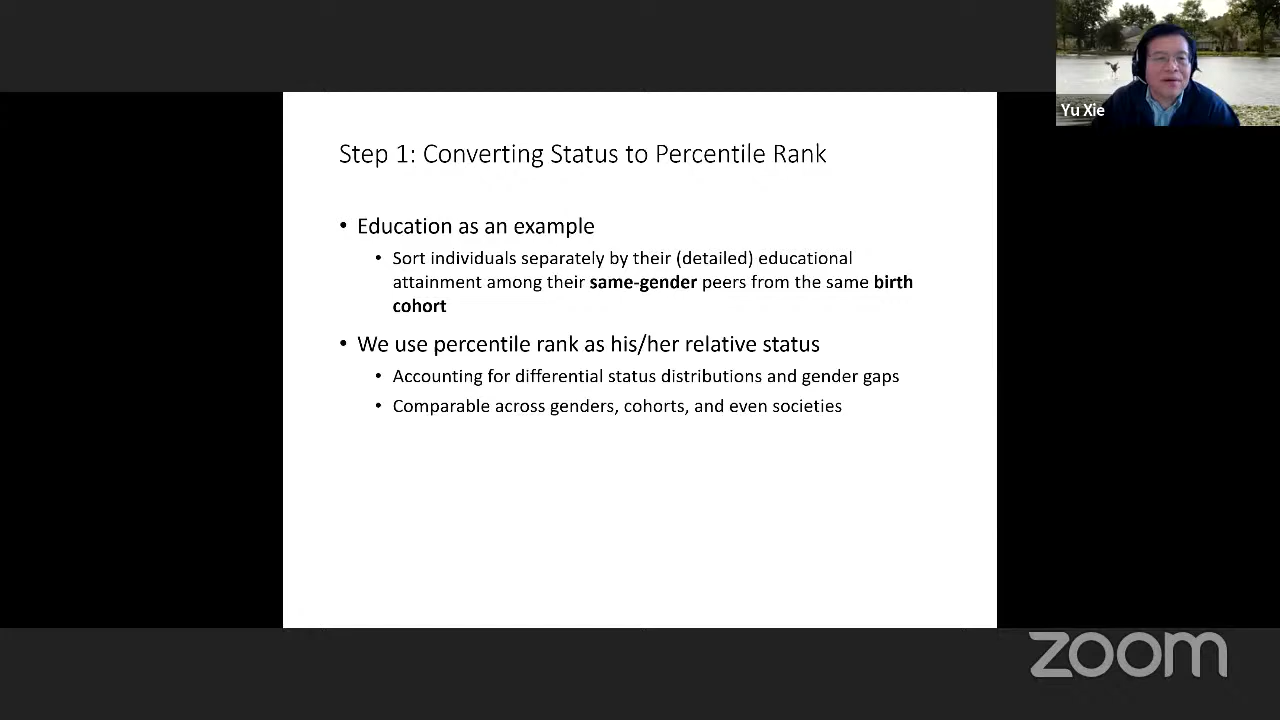 Yu Xie
Step 1: Converting Status to Percentile Rank
• Education as an example
• Sort individuals separately by their (detailed) educational
attainment among their same-gender peers from the same birth
cohort
• We use percentile rank as his/her relative status
• Accounting for differential status distributions and gender gaps
• Comparable across genders, cohorts, and even societies
zoom